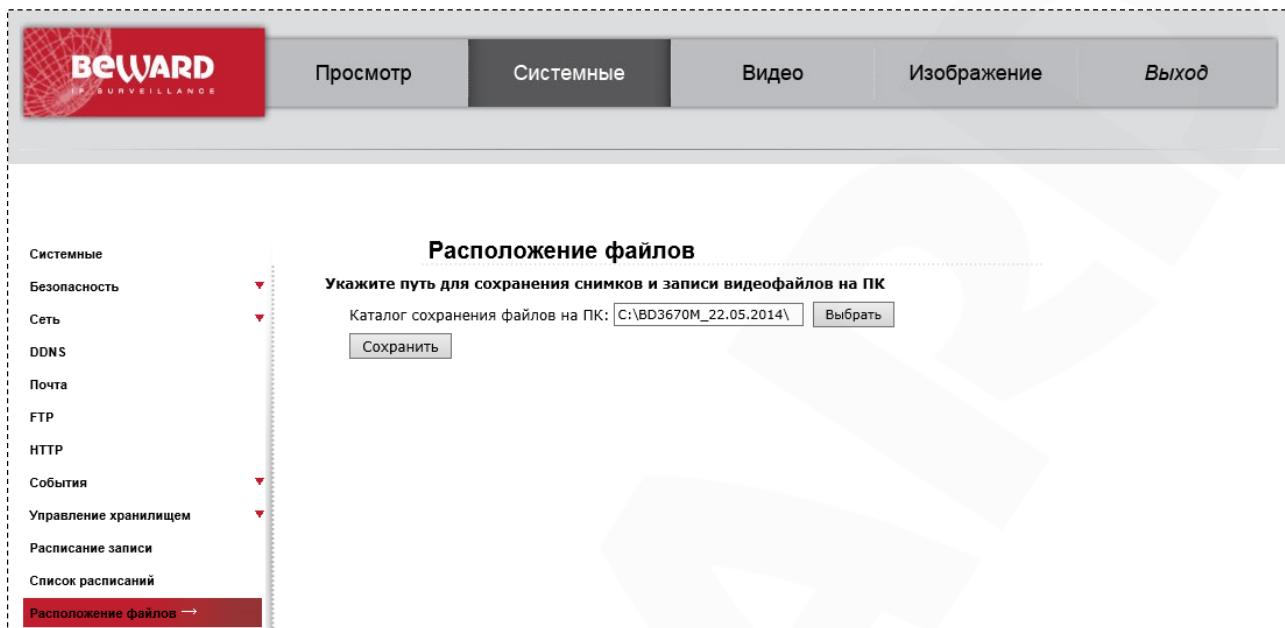 BEWARD
IP SURVEILLANCE
Просмотр
Системные
Видео
Изображение
Выход
Системные
Безопасность
Сеть
DDNS
Почта
FTP
HTTP
События
Управление хранилищем
Расписание записи
Список расписаний
Расположение файлов →
Расположение файлов
Укажите путь для сохранения снимков и записи видеофайлов на ПК
Каталог сохранения файлов на ПК: C:\BD3670M_22.05.2014\ Выбрать
Сохранить